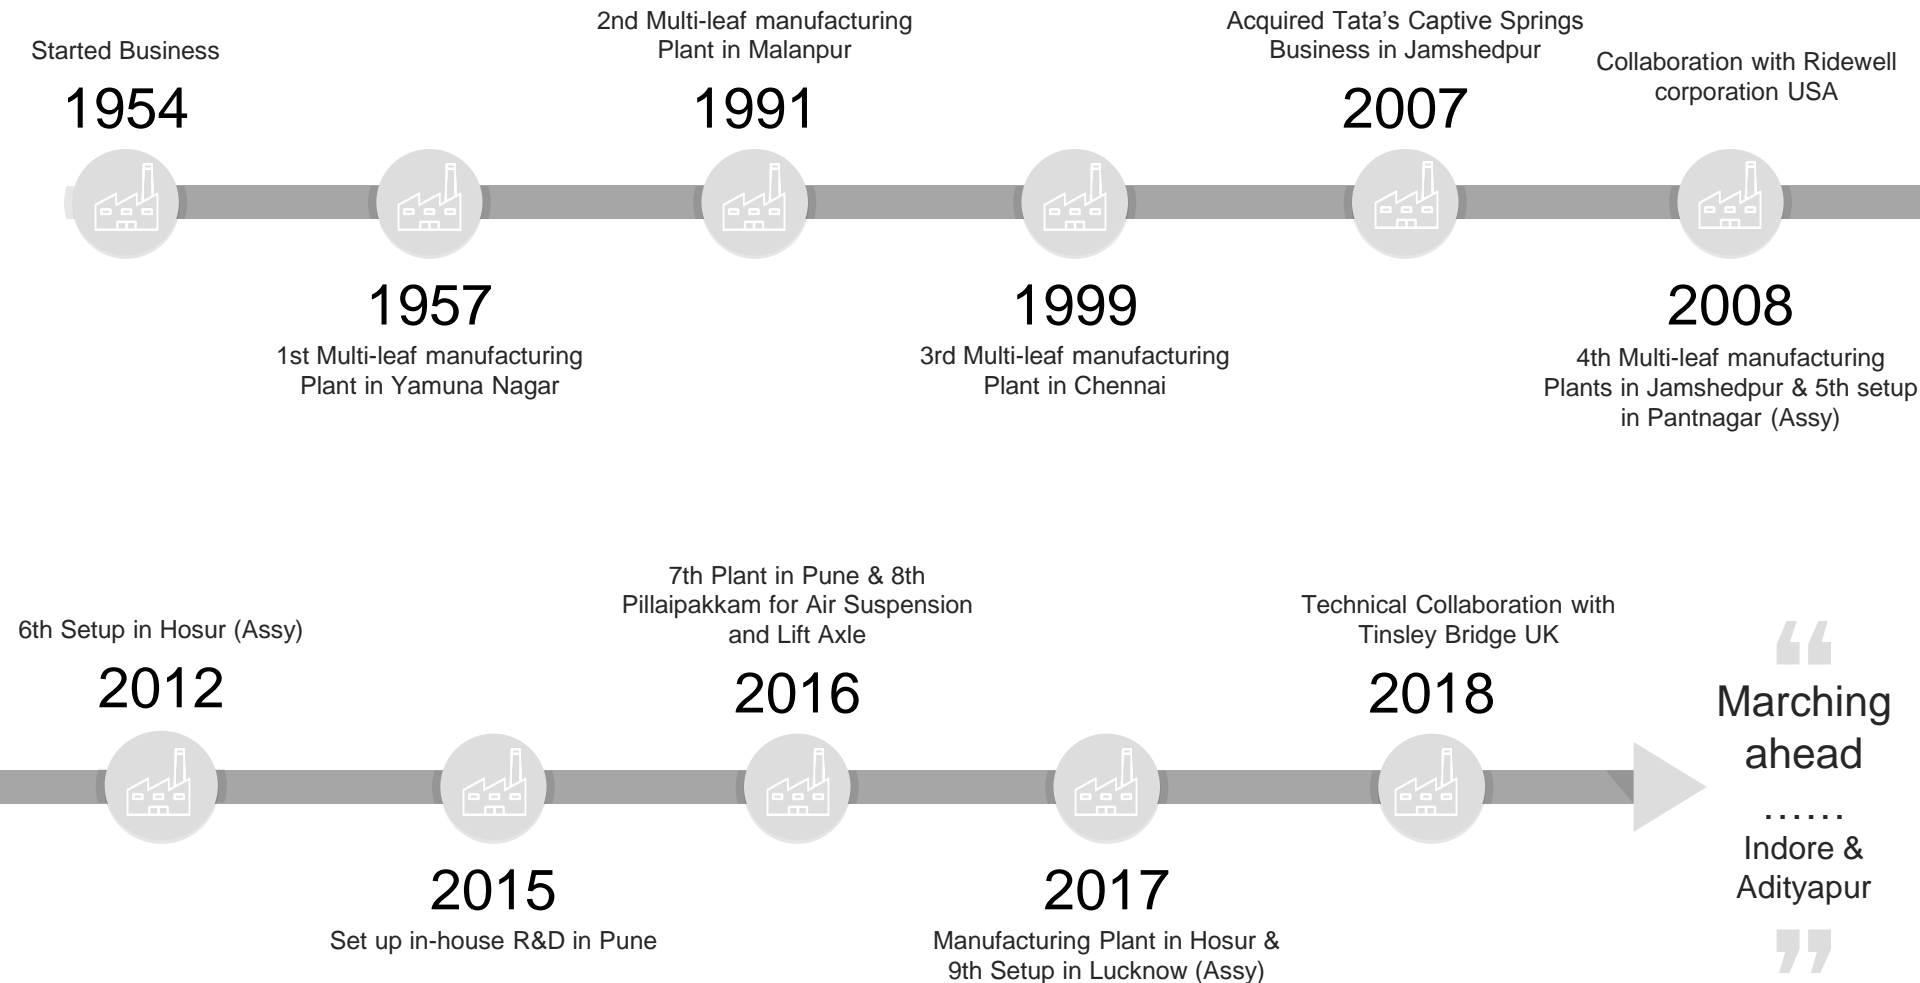 Started Business
1954
1957
1st Multi-leaf manufacturing
Plant in Yamuna Nagar
2nd Multi-leaf manufacturing
Plant in Malanpur
1991
1999
3rd Multi-leaf manufacturing
Plant in Chennai
Acquired Tata’s Captive Springs
Business in Jamshedpur
2007
Collaboration with Ridewell
corporation USA
2008
4th Multi-leaf manufacturing
Plants in Jamshedpur & 5th setup
in Pantnagar (Assy)
6th Setup in Hosur (Assy)
2012
2015
Set up in-house R&D in Pune
7th Plant in Pune & 8th
Pillaipakkam for Air Suspension
and Lift Axle
2016
2017
Manufacturing Plant in Hosur &
9th Setup in Lucknow (Assy)
Technical Collaboration with
Tinsley Bridge UK
2018
“
Marching
ahead
......
Indore &
Adityapur
”